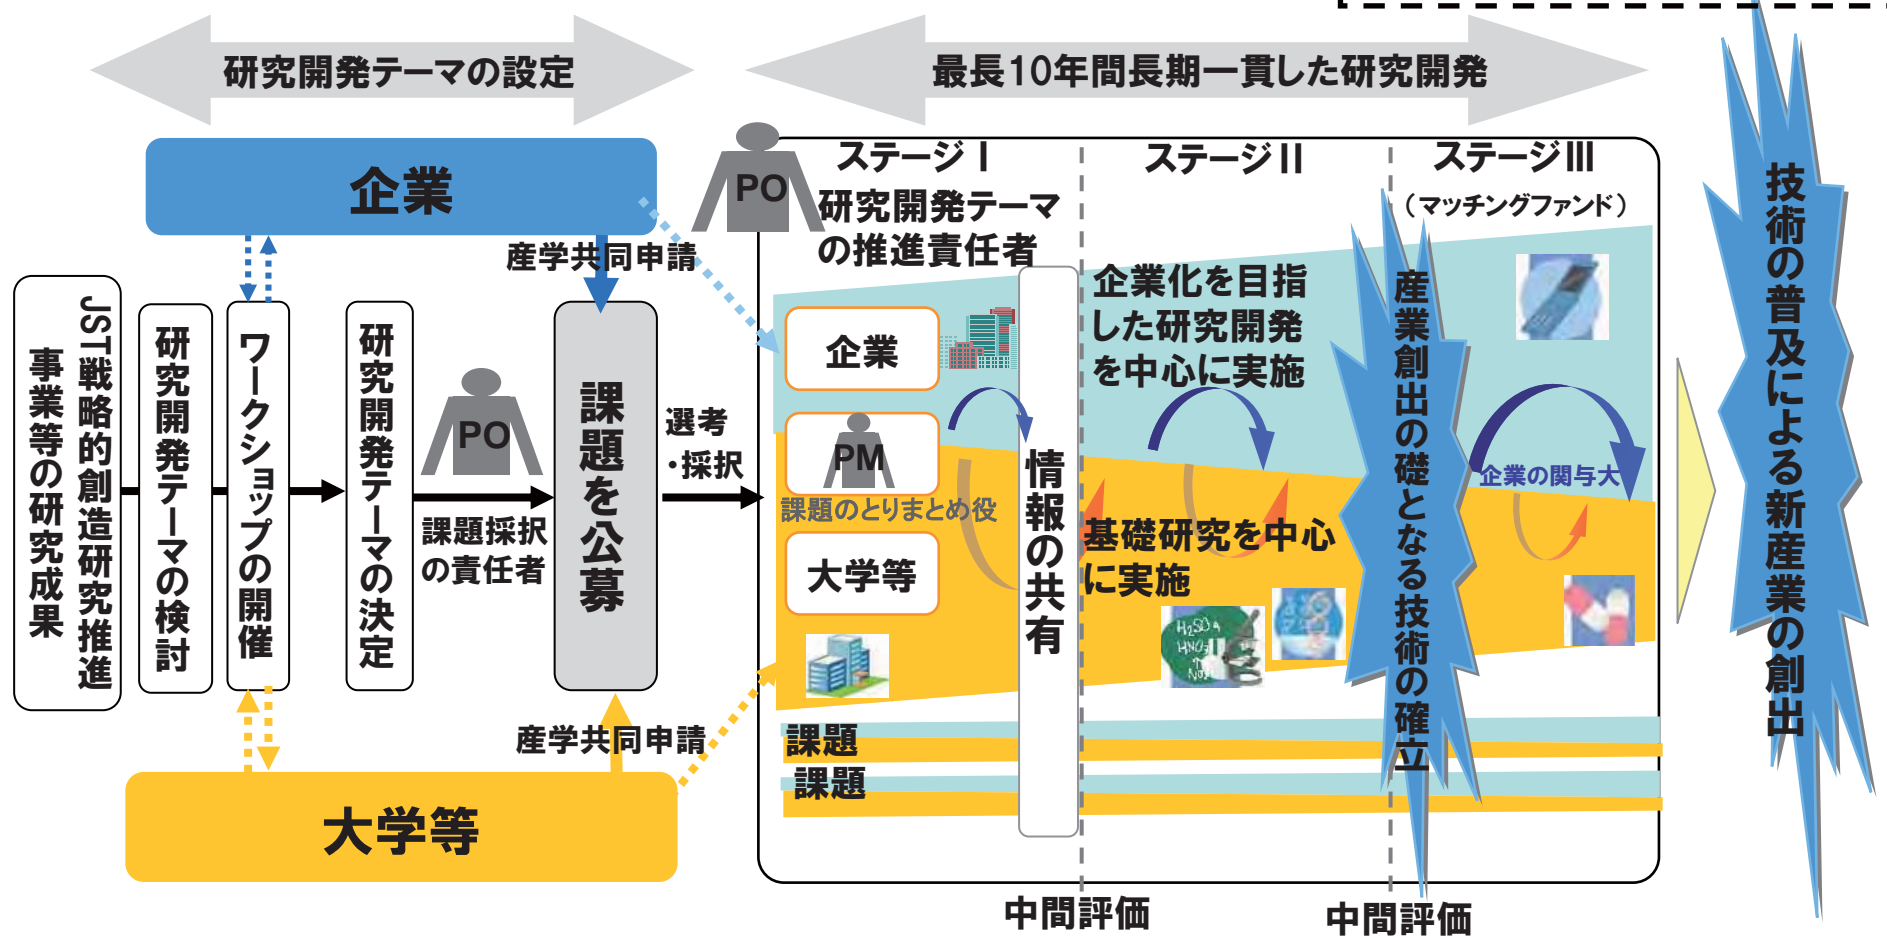 研究開発テーマの設定
最長10年間長期一貫した研究開発
企業
産学共同申請
JST戦略的創造研究推進
事業等の研究成果
研究開発テーマの検討
ワークショップの開催
研究開発テーマの決定
PO
課題採択
の責任者
課題を公募
選考
・採択
産学共同申請
大学等
PO
ステージⅠ
研究開発テーマ
の推進責任者
企業
PM
課題のとりまとめ役
大学等
情報の共有
ステージⅡ
企業化を目指
した研究開発
を中心に実施
基礎研究を中心
に実施
H₂SO₄
HNO₃
産業創出の礎となる技術の確立
ステージⅢ
（マッチングファンド）
企業の関与大
課題
課題
中間評価
中間評価
技術の普及による新産業の創出